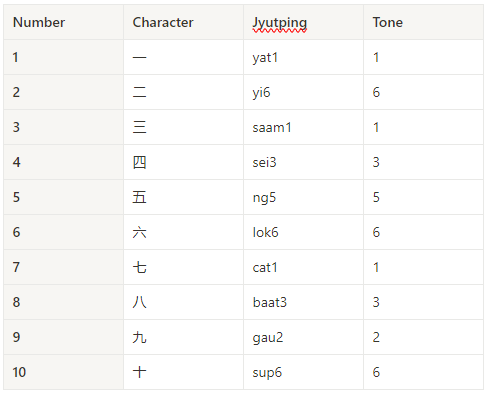 Number Character Jyutping Tone
1 一 yat1 1
2 二 yi6 6
3 三 saam1 1
4 四 sei3 3
5 五 ng5 5
6 六 lok6 6
7 七 cat1 1
8 八 baat3 3
9 九 gau2 2
10 十 sup6 6